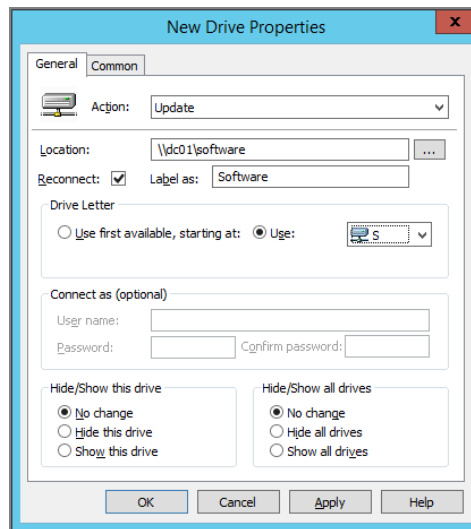 New Drive Properties
x
General Common
Action: Update
Location: \\dc01\software ...
Reconnect: Label as: Software
Drive Letter
Use first available, starting at: Use: S
Connect as (optional)
User name:
Password: Confirm password:
Hide/Show this drive Hide/Show all drives
No change No change
Hide this drive Hide all drives
Show this drive Show all drives
OK Cancel Apply Help